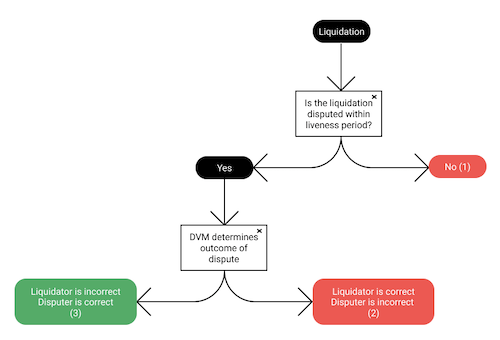 Liquidation
Is the liquidation
disputed within
liveness period?
Yes
No (1)
DVM determines
outcome of
dispute
Liquidator is incorrect
Disputer is correct
(3)
Liquidator is correct
Disputer is incorrect
(2)